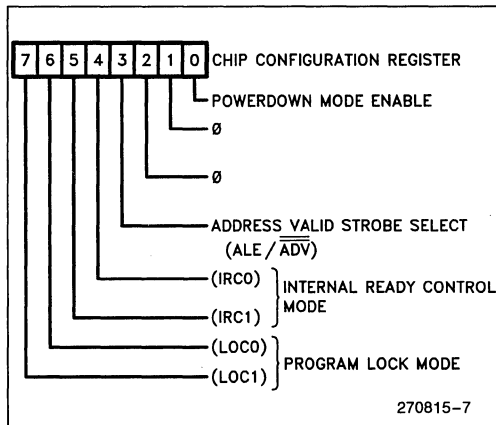 7 6 5 4 3 2 1 0 CHIP CONFIGURATION REGISTER
POWERDOWN MODE ENABLE
Ø
Ø
ADDRESS VALID STROBE SELECT
(ALE/A̅D̅V̅)
(IRC0)
(IRC1)
INTERNAL READY CONTROL
MODE
(LOC0)
(LOC1)
PROGRAM LOCK MODE
270815-7